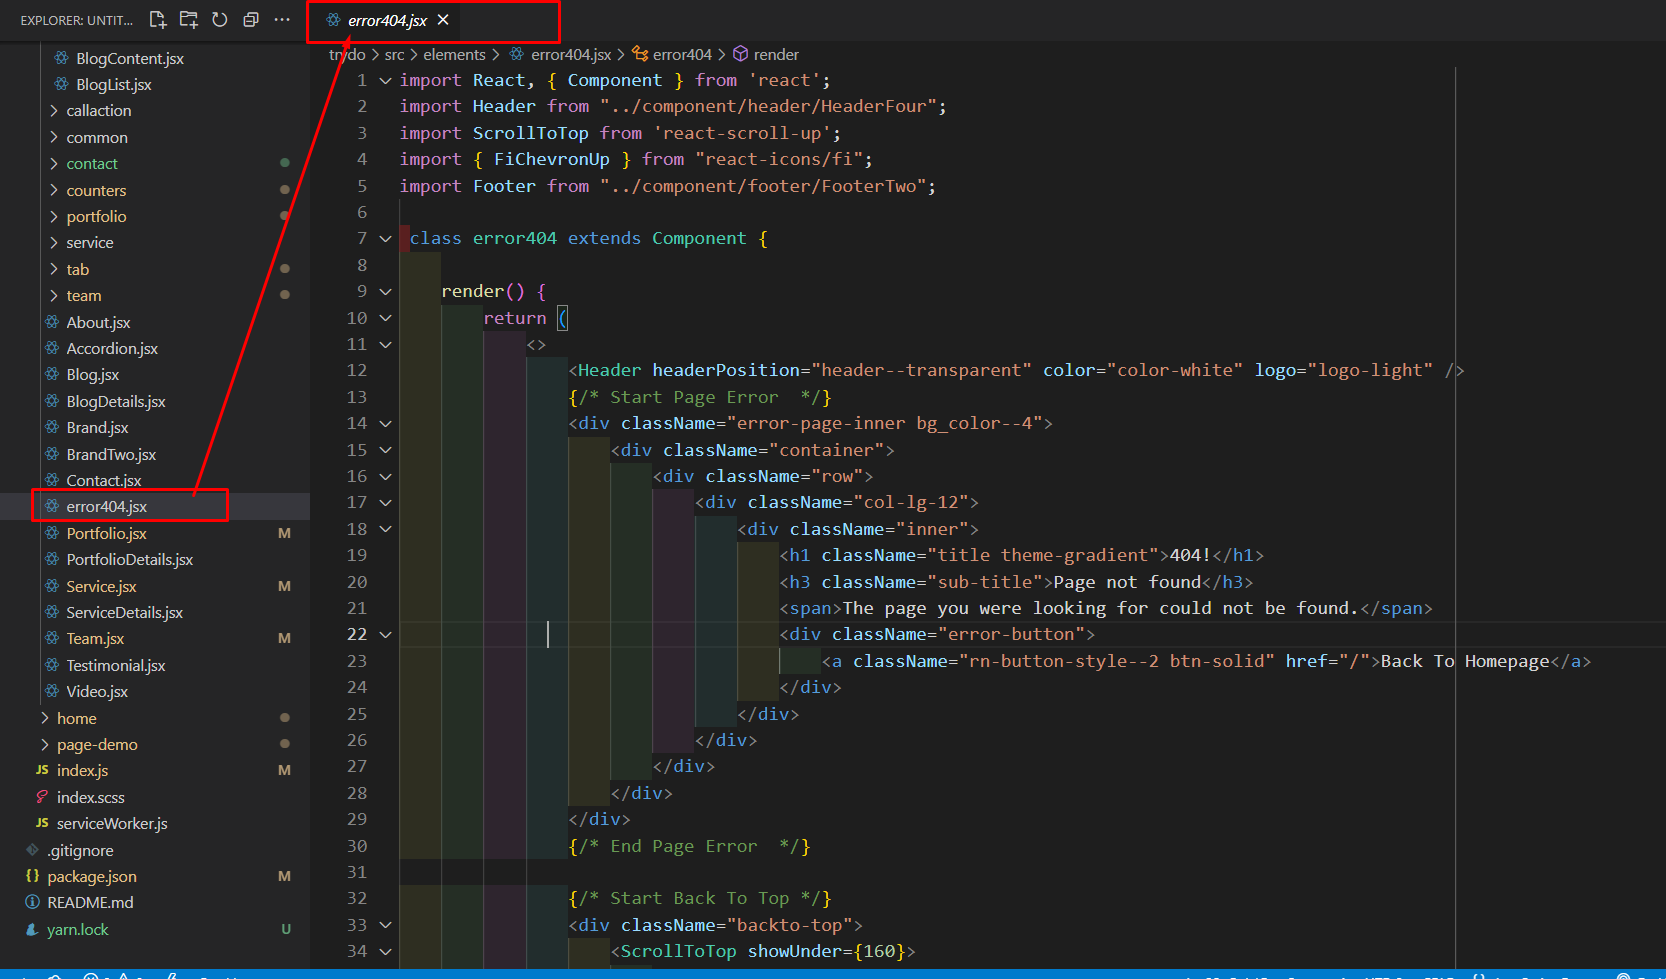 EXPLORER: UNTIT...
error404.jsx
trydo > src > elements > error404.jsx > error404 > render
BlogContent.jsx
BlogList.jsx
callaction
common
contact
counters
portfolio
service
tab
team
About.jsx
Accordion.jsx
Blog.jsx
BlogDetails.jsx
Brand.jsx
BrandTwo.jsx
Contact.jsx
error404.jsx
Portfolio.jsx M
PortfolioDetails.jsx
Service.jsx M
ServiceDetails.jsx
Team.jsx M
Testimonial.jsx
Video.jsx
home
page-demo
JS index.js M
index.scss
JS serviceWorker.js
.gitignore
{} package.json M
README.md
yarn.lock U
1 import React, { Component } from 'react';
2 import Header from "../component/header/HeaderFour";
3 import ScrollToTop from 'react-scroll-up';
4 import { FiChevronUp } from "react-icons/fi";
5 import Footer from "../component/footer/FooterTwo";
6
7 class error404 extends Component {
8
9 render() {
10 return (
11 <>
12 <Header headerPosition="header--transparent" color="color-white" logo="logo-light" />
13 {/* Start Page Error  */}
14 <div className="error-page-inner bg_color--4">
15 <div className="container">
16 <div className="row">
17 <div className="col-lg-12">
18 <div className="inner">
19 <h1 className="title theme-gradient">404!</h1>
20 <h3 className="sub-title">Page not found</h3>
21 <span>The page you were looking for could not be found.</span>
22 <div className="error-button">
23 <a className="rn-button-style--2 btn-solid" href="/">Back To Homepage</a>
24 </div>
25 </div>
26 </div>
27 </div>
28 </div>
29 </div>
30 {/* End Page Error  */}
31
32 {/* Start Back To Top */}
33 <div className="backto-top">
34 <ScrollToTop showUnder={160}>